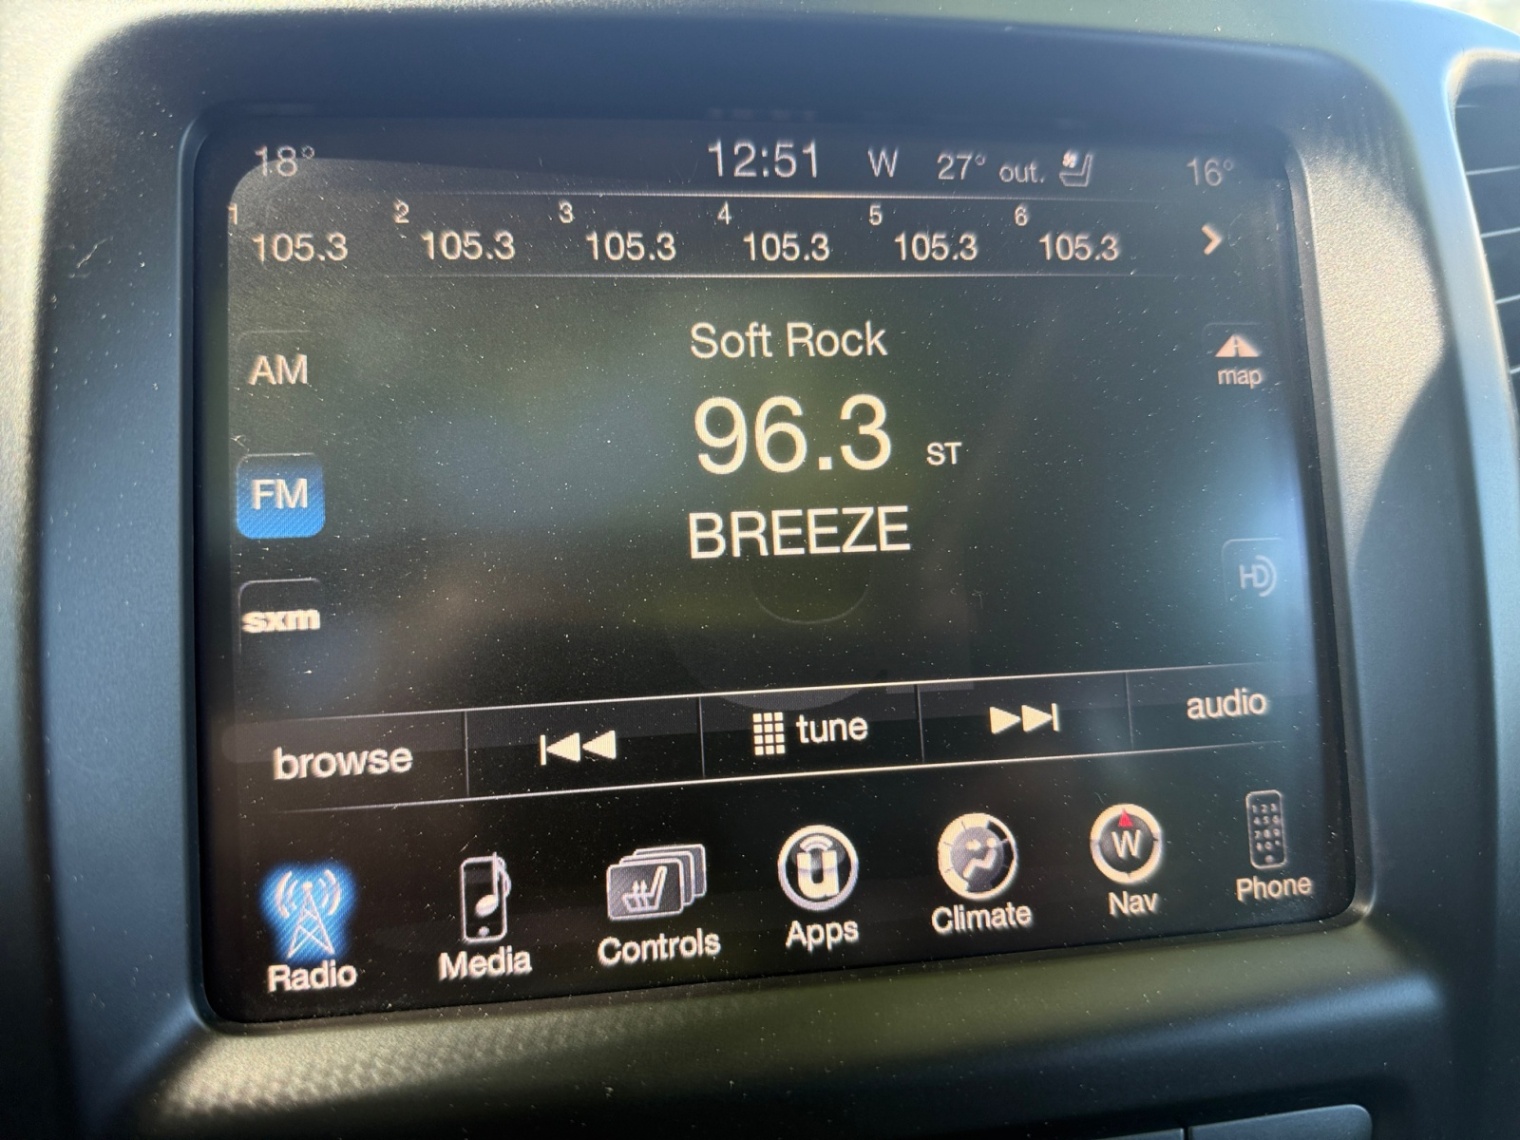 18° 12:51 W 27° out. 16°
1 2 3 4 5 6
105.3 105.3 105.3 105.3 105.3 105.3
Soft Rock
AM map
96.3 ST
FM
BREEZE
HD
sxm
browse tune audio
Radio Media Controls Apps Climate W Nav Phone